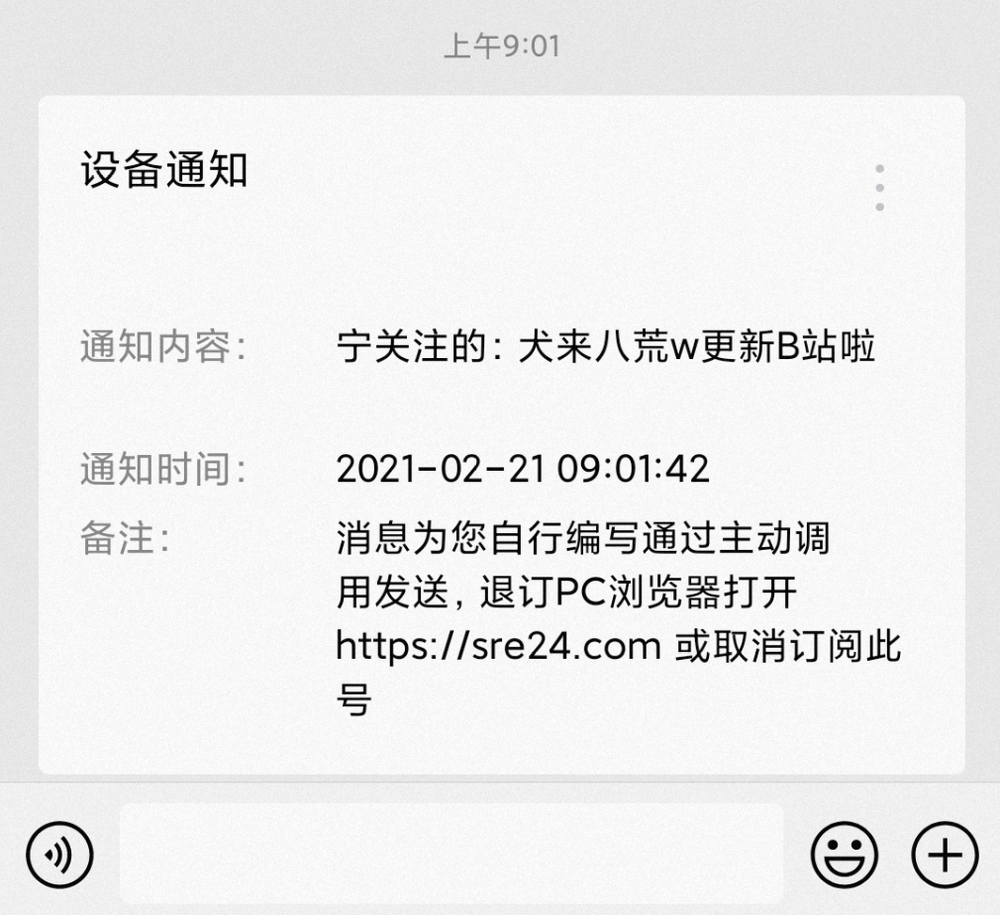 上午9:01
设备通知
通知内容: 宁关注的: 犬来八荒w更新B站啦
通知时间: 2021-02-21 09:01:42
备注: 消息为您自行编写通过主动调
用发送, 退订PC浏览器打开
https://sre24.com 或取消订阅此
号